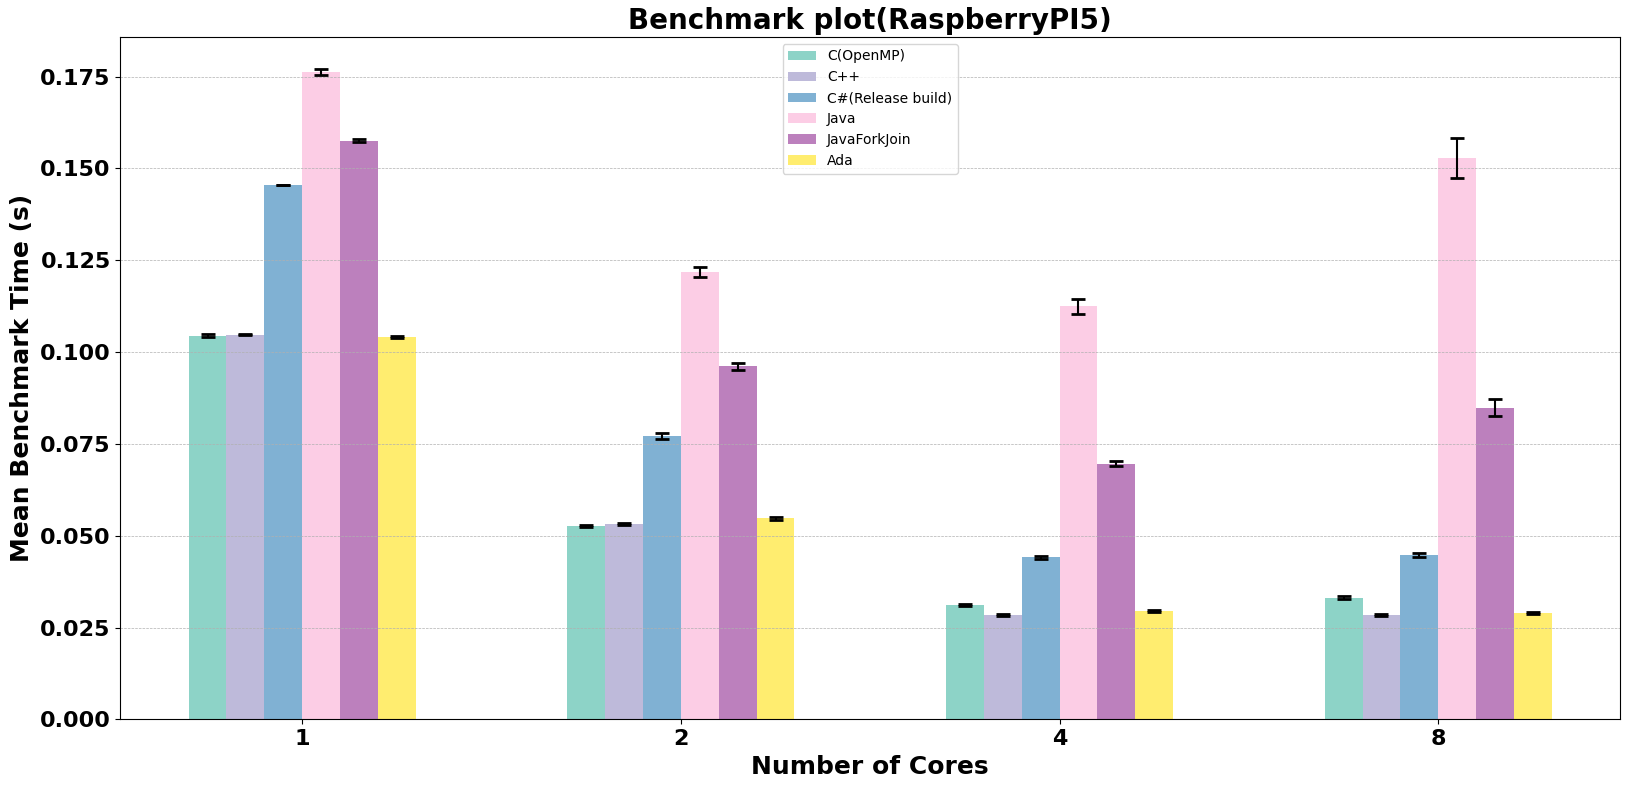 Benchmark plot(RaspberryPI5)
C(OpenMP)
C++
C#(Release build)
Java
JavaForkJoin
Ada
Mean Benchmark Time (s)
0.175
0.150
0.125
0.100
0.075
0.050
0.025
0.000
1 2 4 8
Number of Cores